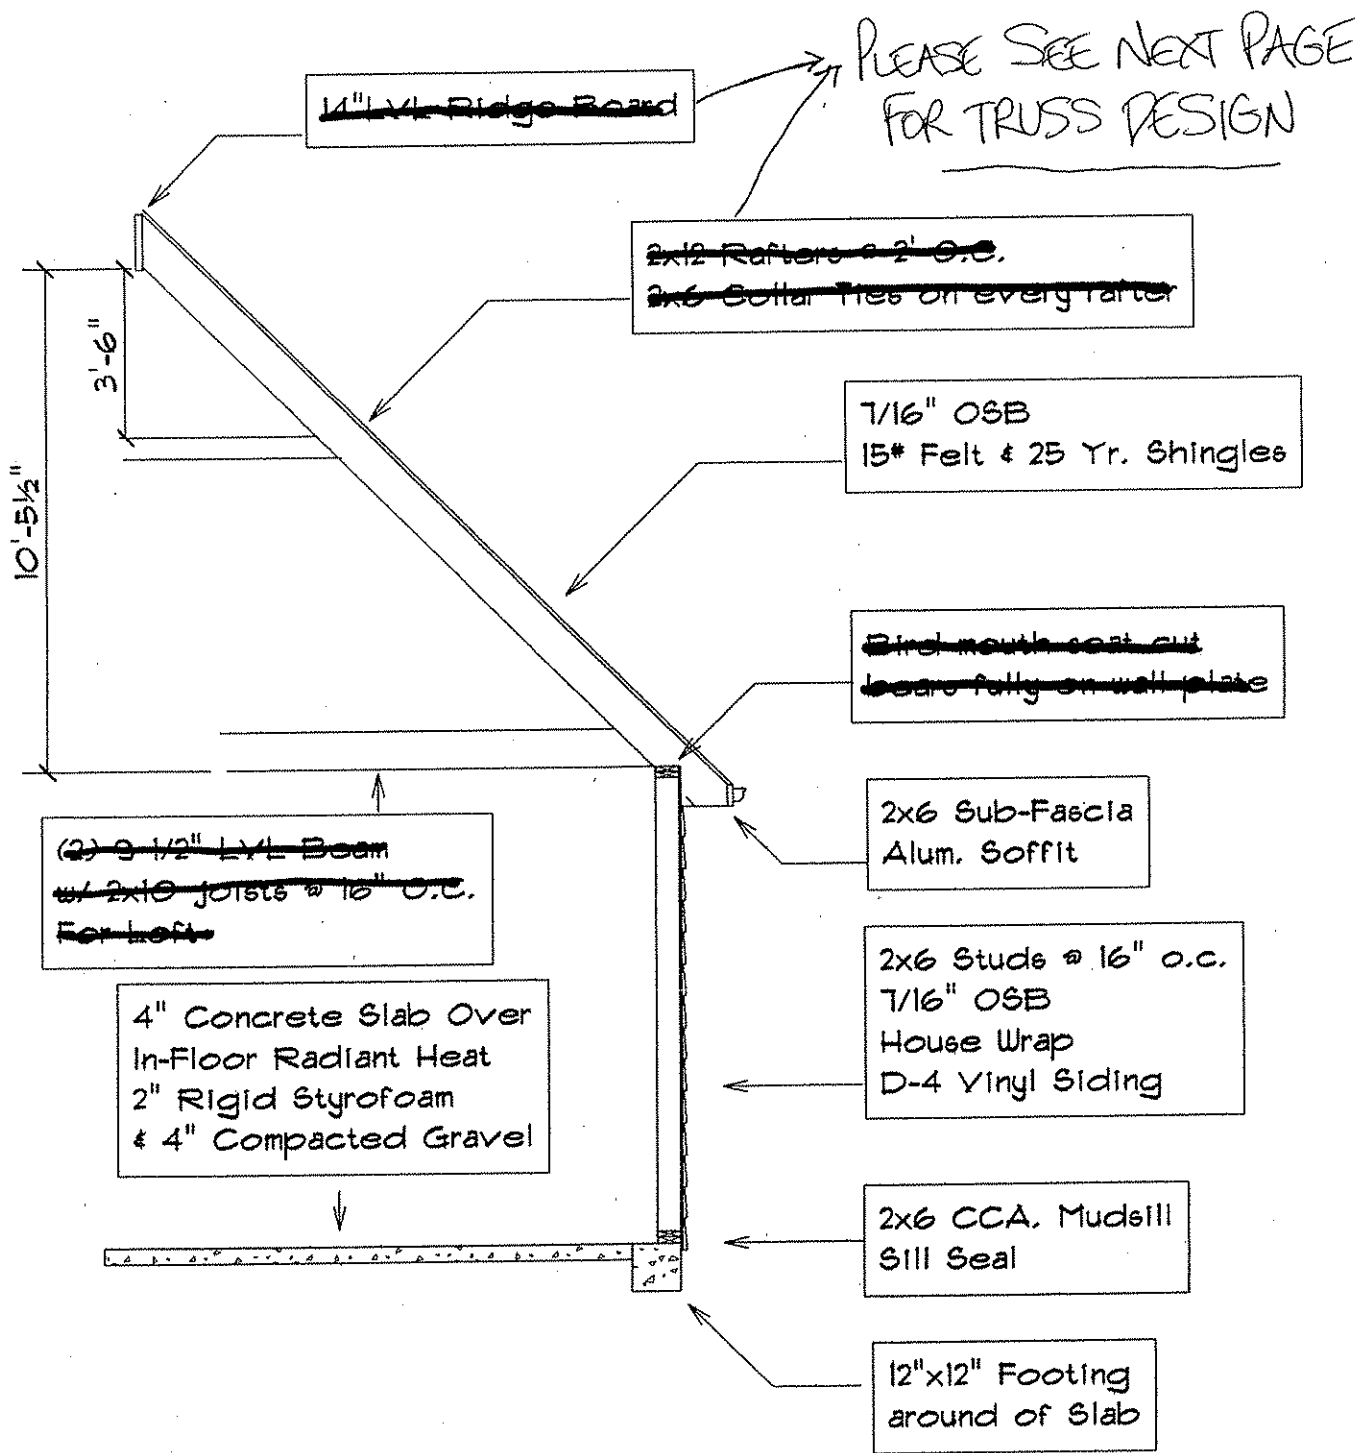 PLEASE SEE NEXT PAGE
FOR TRUSS DESIGN
14" LVL Ridge Board
2x12 Rafters @ 2' O.C.
2x6 Collar Ties on every rafter
3'-6"
7/16" OSB
15# Felt & 25 Yr. Shingles
10'-5½"
Bird mouth seat cut
bears fully on wall plate
2x6 Sub-Fascia
Alum. Soffit
(2) 9 1/2" LVL Beam
w/ 2x10 joists @ 16" O.C.
For Loft
2x6 Studs @ 16" o.c.
7/16" OSB
House Wrap
D-4 Vinyl Siding
4" Concrete Slab Over
In-Floor Radiant Heat
2" Rigid Styrofoam
& 4" Compacted Gravel
2x6 CCA. Mudsill
Sill Seal
12"x12" Footing
around of Slab